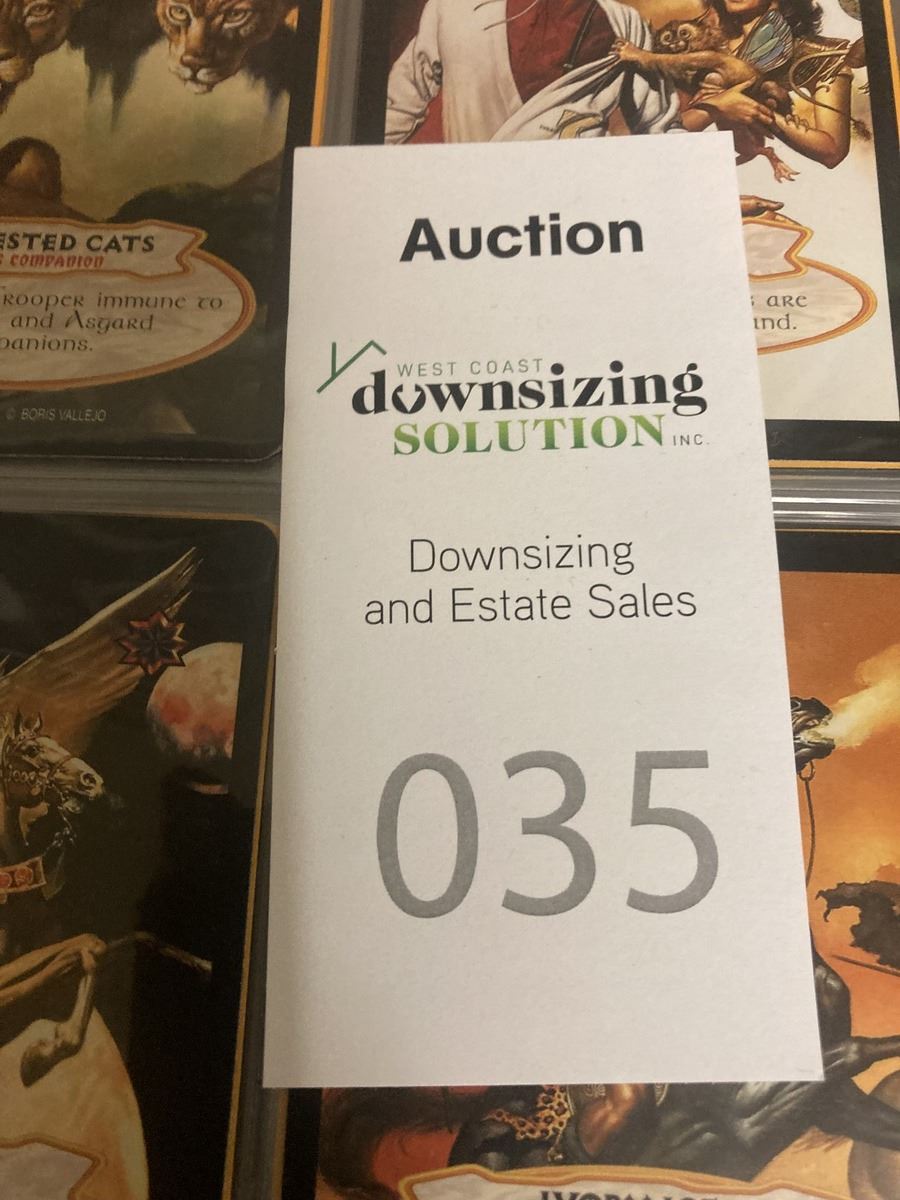 ESTED CATS
COMPANION
ROOPER IMMUNE TO
AND ASGARD
PANIONS.
© BORIS VALLEJO
ARE
IND.
Auction
WEST COAST
downsizing
SOLUTION INC.
Downsizing
and Estate Sales
035